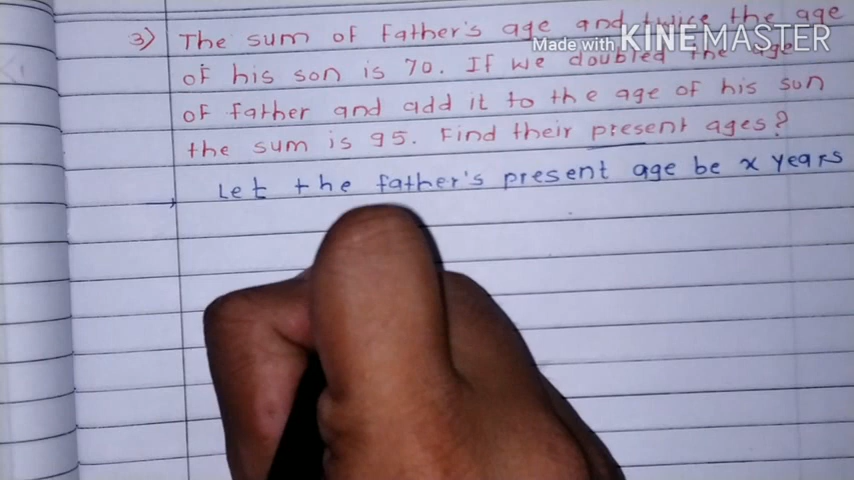 3) The sum of father's age and twice the age
Made with KINEMASTER
of his son is 70. If we doubled the age
of father and add it to the age of his son
the sum is 95. Find their present ages?
Let the father's present age be x years